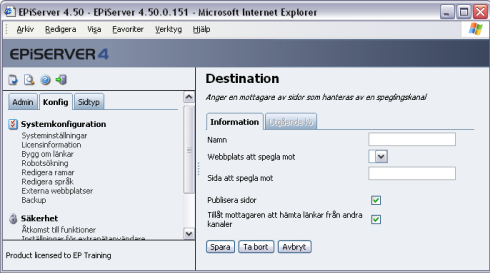 EPiServer 4.50 - EPiServer 4.50.0.151 - Microsoft Internet Explorer
Arkiv Redigera Visa Favoriter Verktyg Hjälp
EPiSERVER 4
Admin Konfig Sidtyp
Systemkonfiguration
Systeminställningar
Licensinformation
Bygg om länkar
Robotsökning
Redigera ramar
Redigera språk
Externa webbplatser
Backup
Säkerhet
Åtkomst till funktioner
Inställningar för extranätanvändare
Product licensed to EP Training
Destination
Anger en mottagare av sidor som hanteras av en speglingskanal
Information Utgående kö
Namn
Webbplats att spegla mot
Sida att spegla mot
Publisera sidor
Tillåt mottagaren att hämta länkar från andra
kanaler
Spara Ta bort Avbryt